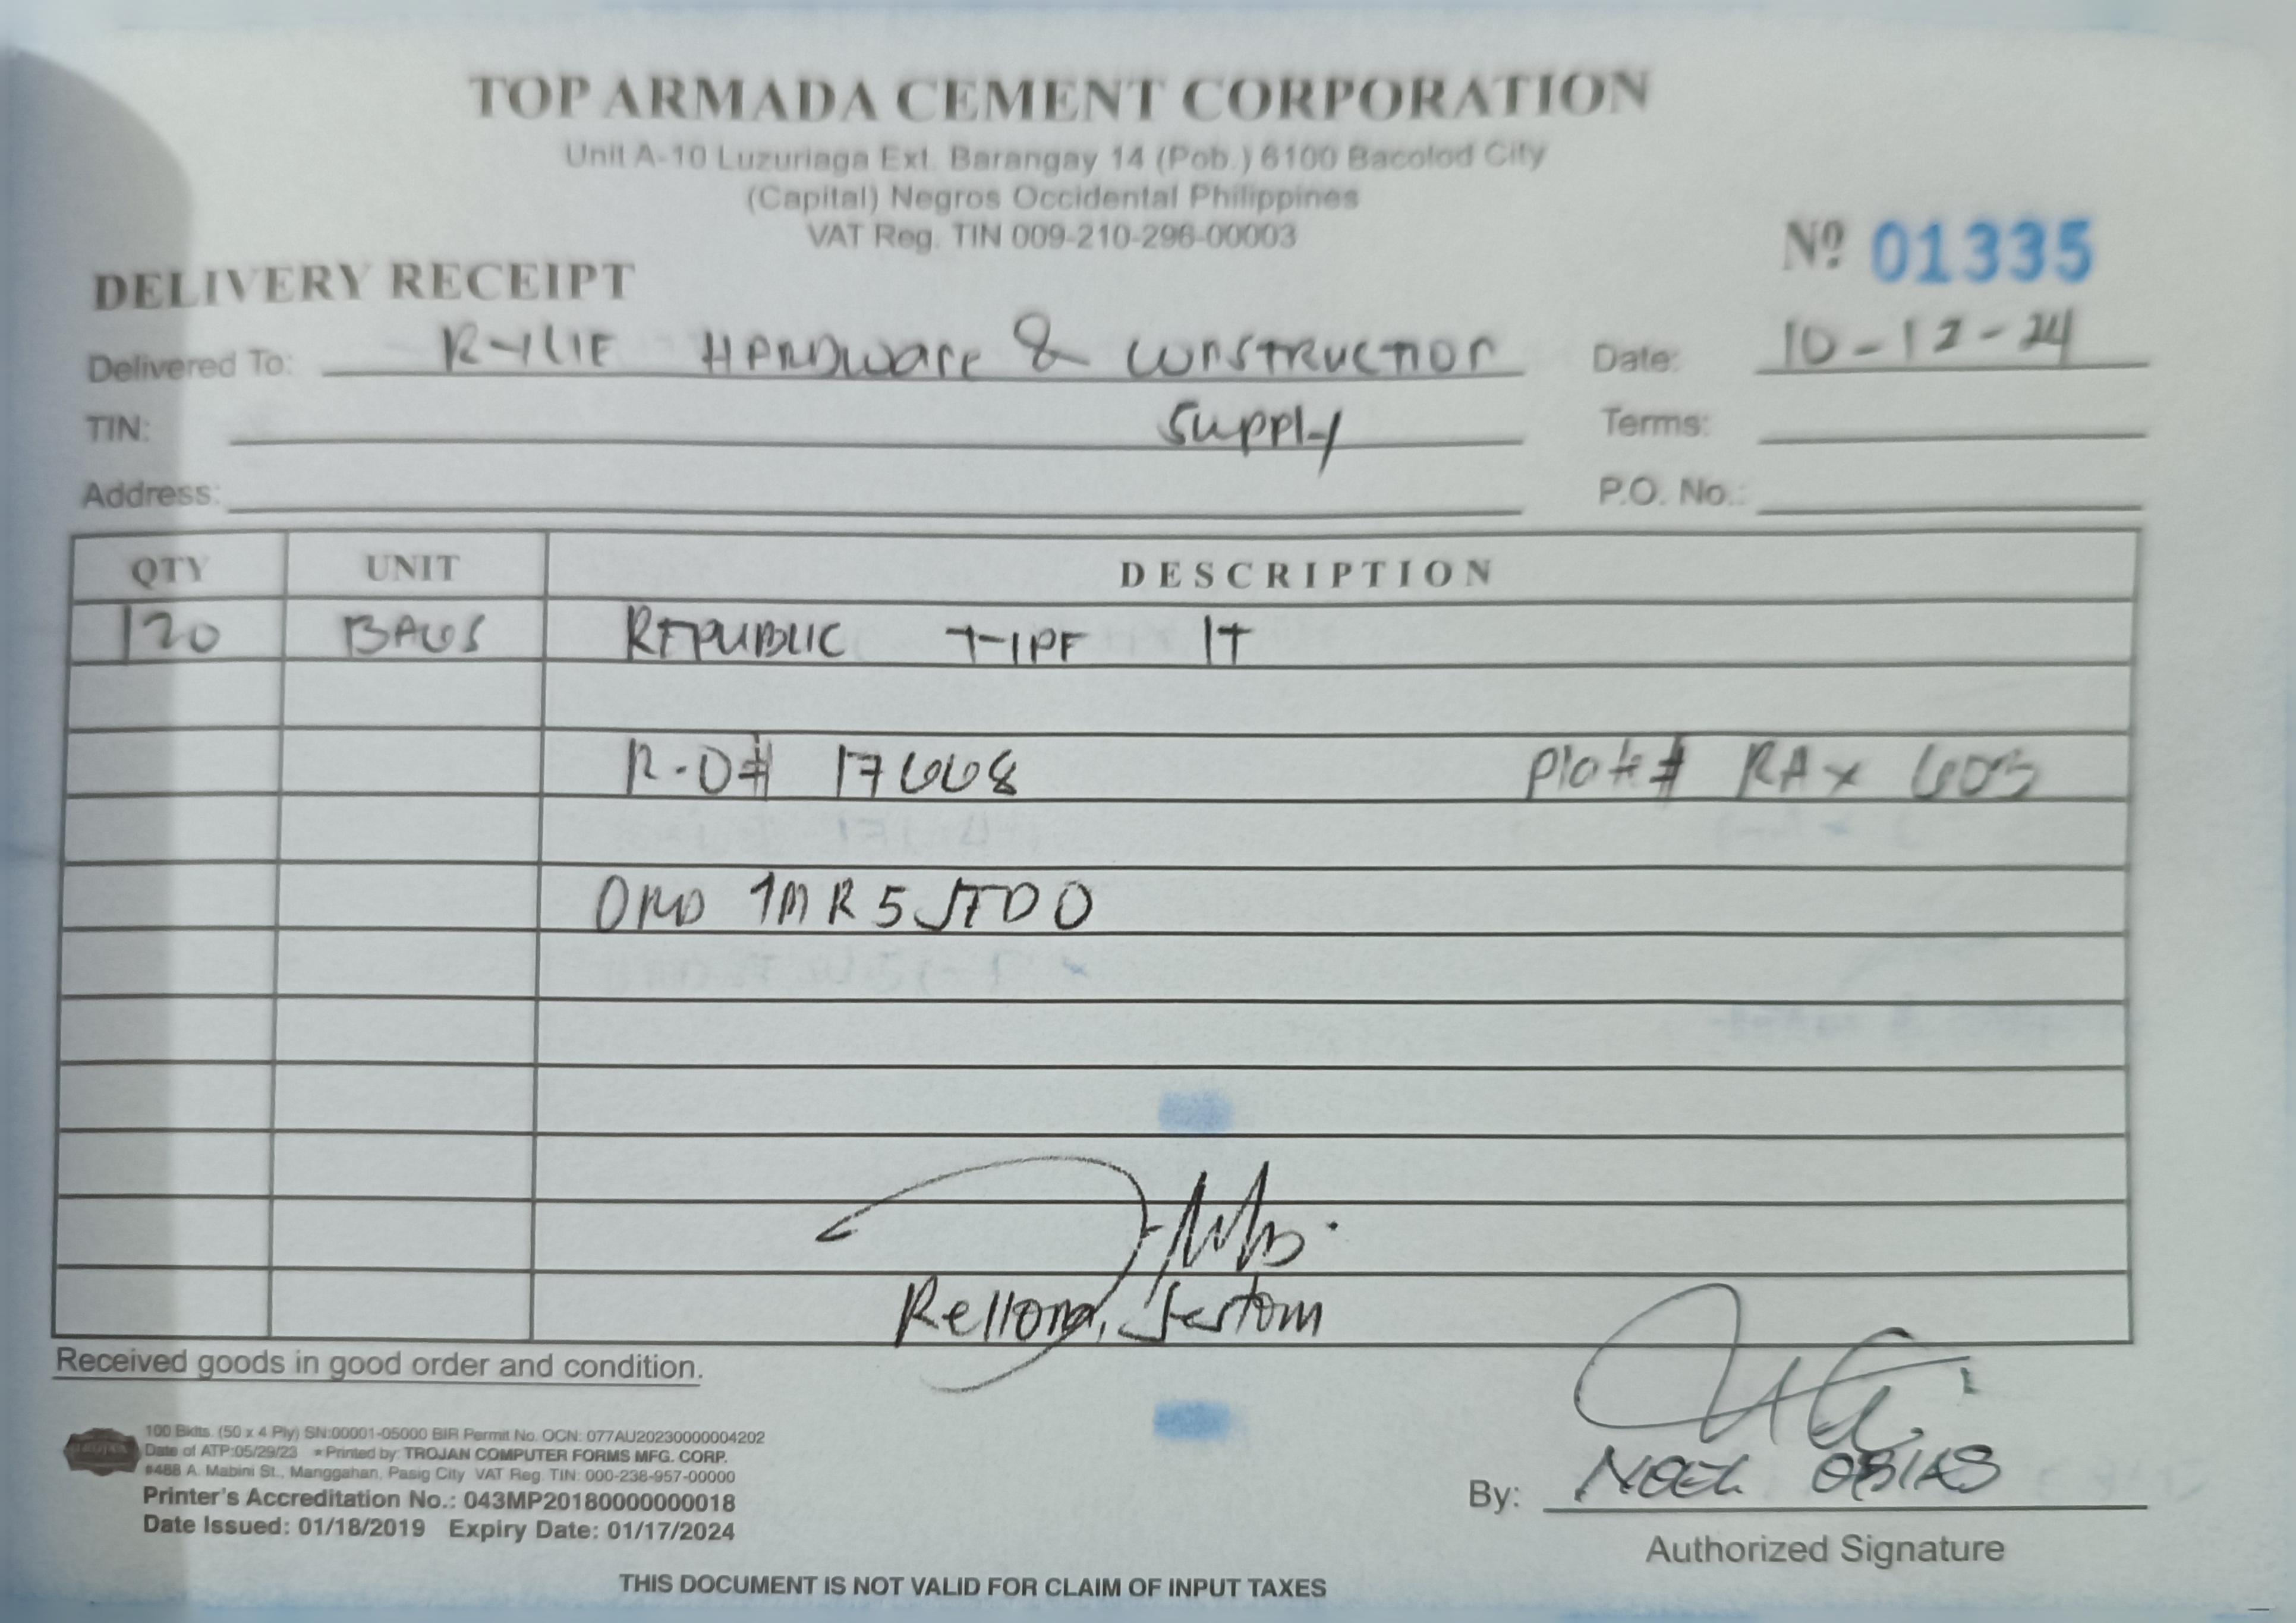 TOP ARMADA CEMENT CORPORATION
Unit A-10 Luzuriaga Ext. Barangay 14 (Pob.) 6100 Bacolod City
(Capital) Negros Occidental Philippines
VAT Reg. TIN 009-210-296-00003
Nº 01335
DELIVERY RECEIPT
Delivered To: RYLIE HARDWARE & CONSTRUCTION Date: 10-12-24
TIN: Supply Terms:
Address: P.O. No.:
QTY UNIT DESCRIPTION
120 BAGS REPUBLIC TYPE 1T
R.O# 17668 Plate# RAX 603
ORD 1MR5JTDO
Rellona, Jestom
Received goods in good order and condition.
100 Bklts. (50 x 4 Ply) SN:00001-05000 BIR Permit No. OCN: 077AU20230000004202
Date of ATP:05/29/23 * Printed by: TROJAN COMPUTER FORMS MFG. CORP.
#488 A. Mabini St., Manggahan, Pasig City VAT Reg. TIN: 000-238-957-00000
Printer's Accreditation No.: 043MP20180000000018
Date Issued: 01/18/2019 Expiry Date: 01/17/2024
By: NOEL OBIAS
Authorized Signature
THIS DOCUMENT IS NOT VALID FOR CLAIM OF INPUT TAXES